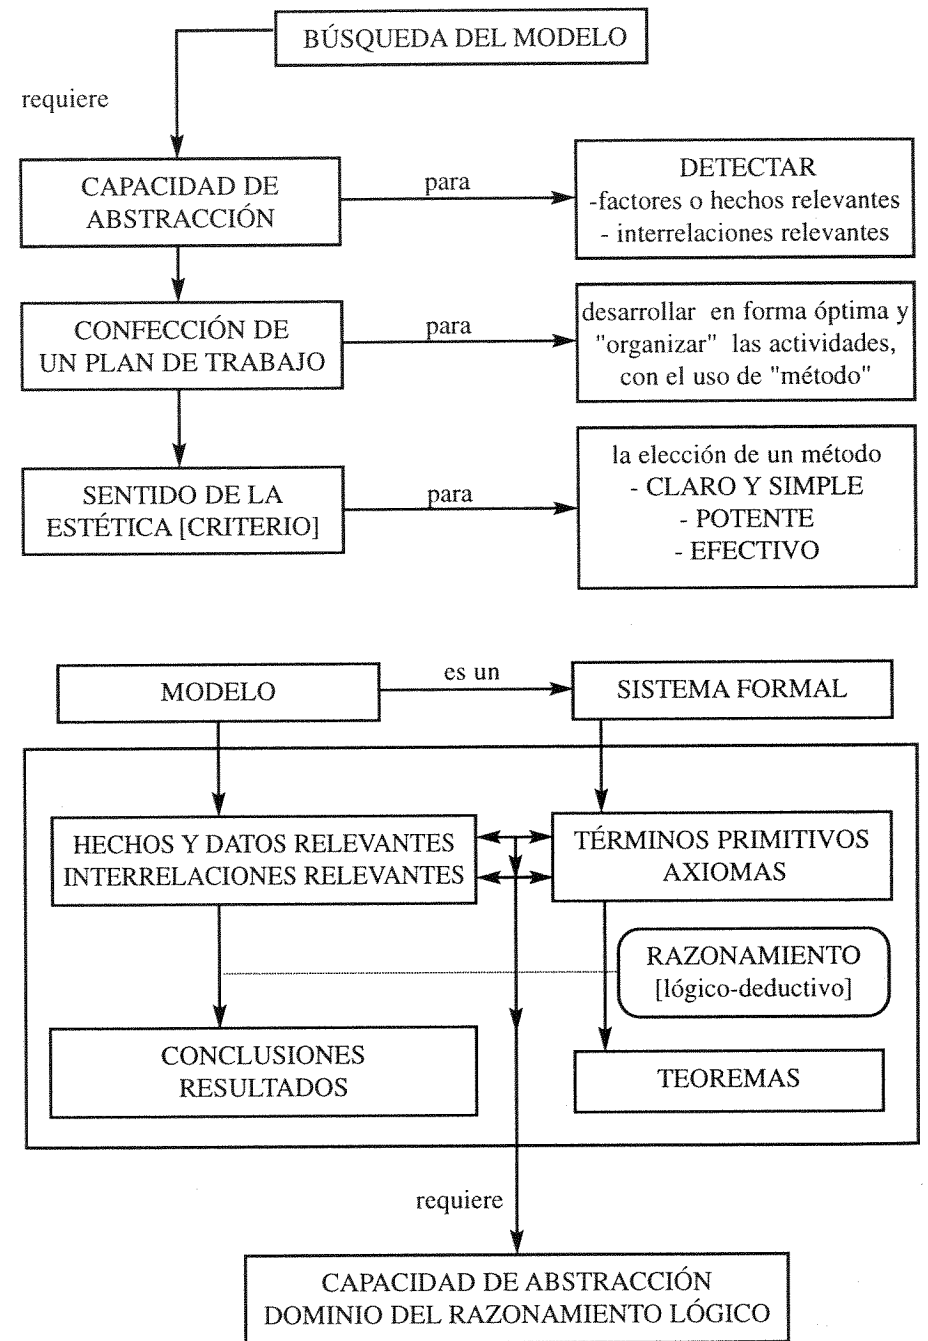 BÚSQUEDA DEL MODELO
requiere
CAPACIDAD DE
ABSTRACCIÓN
para
DETECTAR
-factores o hechos relevantes
- interrelaciones relevantes
CONFECCIÓN DE
UN PLAN DE TRABAJO
para
desarrollar en forma óptima y
"organizar" las actividades,
con el uso de "método"
SENTIDO DE LA
ESTÉTICA [CRITERIO]
para
la elección de un método
- CLARO Y SIMPLE
- POTENTE
- EFECTIVO
MODELO
es un
SISTEMA FORMAL
HECHOS Y DATOS RELEVANTES
INTERRELACIONES RELEVANTES
TÉRMINOS PRIMITIVOS
AXIOMAS
RAZONAMIENTO
[lógico-deductivo]
CONCLUSIONES
RESULTADOS
TEOREMAS
requiere
CAPACIDAD DE ABSTRACCIÓN
DOMINIO DEL RAZONAMIENTO LÓGICO